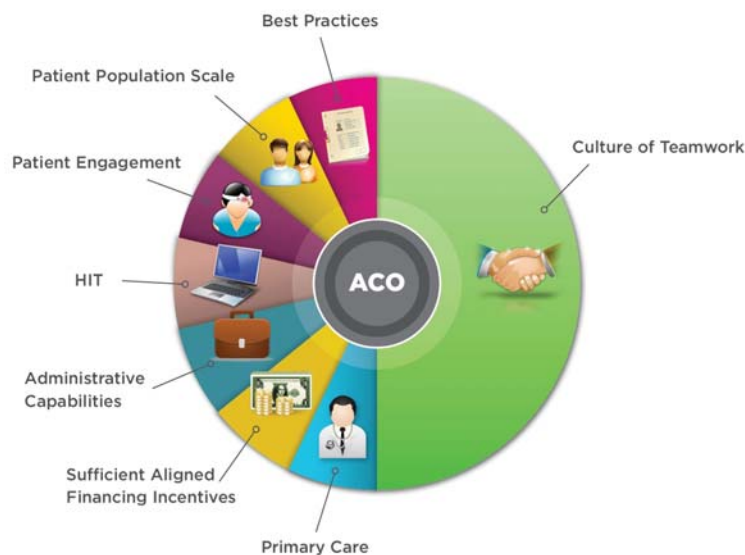 Best Practices
Patient Population Scale
Culture of Teamwork
Patient Engagement
HIT
ACO
Administrative
Capabilities
Sufficient Aligned
Financing Incentives
Primary Care